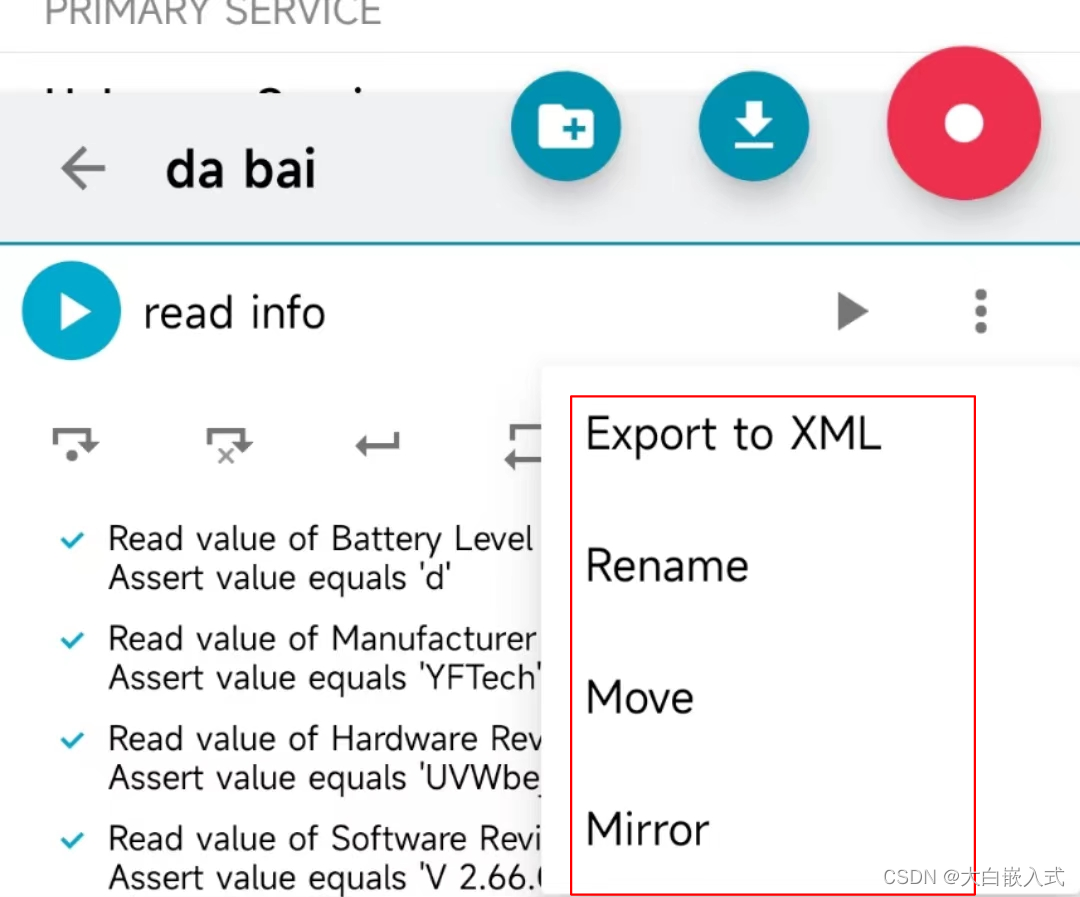 PRIMARY SERVICE
da bai
read info
Export to XML
Rename
Move
Mirror
Read value of Battery Level
Assert value equals 'd'
Read value of Manufacturer
Assert value equals 'YFTech'
Read value of Hardware Rev
Assert value equals 'UVWbe
Read value of Software Revi
Assert value equals 'V 2.66.
CSDN @大白嵌入式